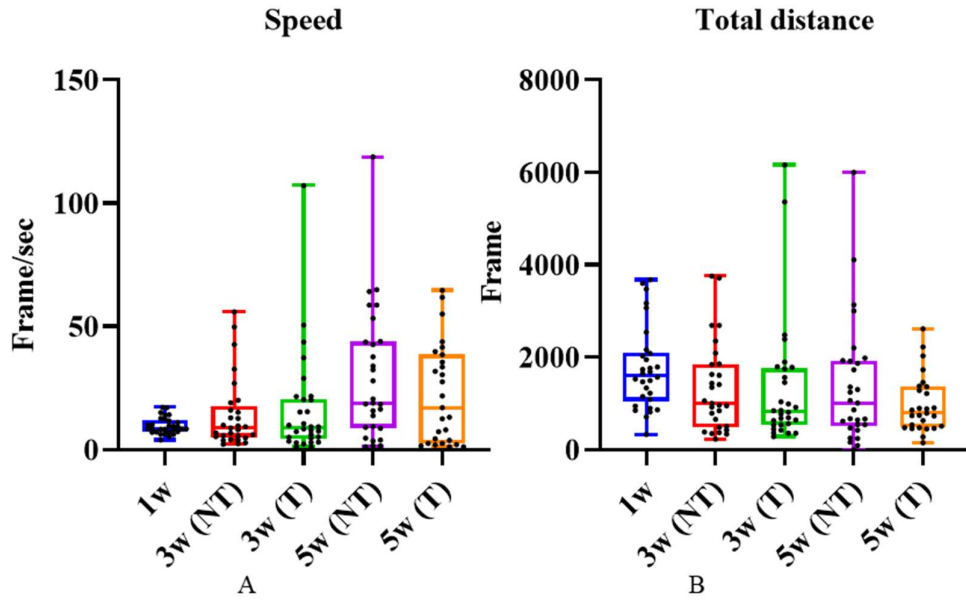 Speed
150
100
50
0
Frame/sec
1w
3w (NT)
3w (T)
5w (NT)
5w (T)
A
Total distance
8000
6000
4000
2000
0
Frame
1w
3w (NT)
3w (T)
5w (NT)
5w (T)
B